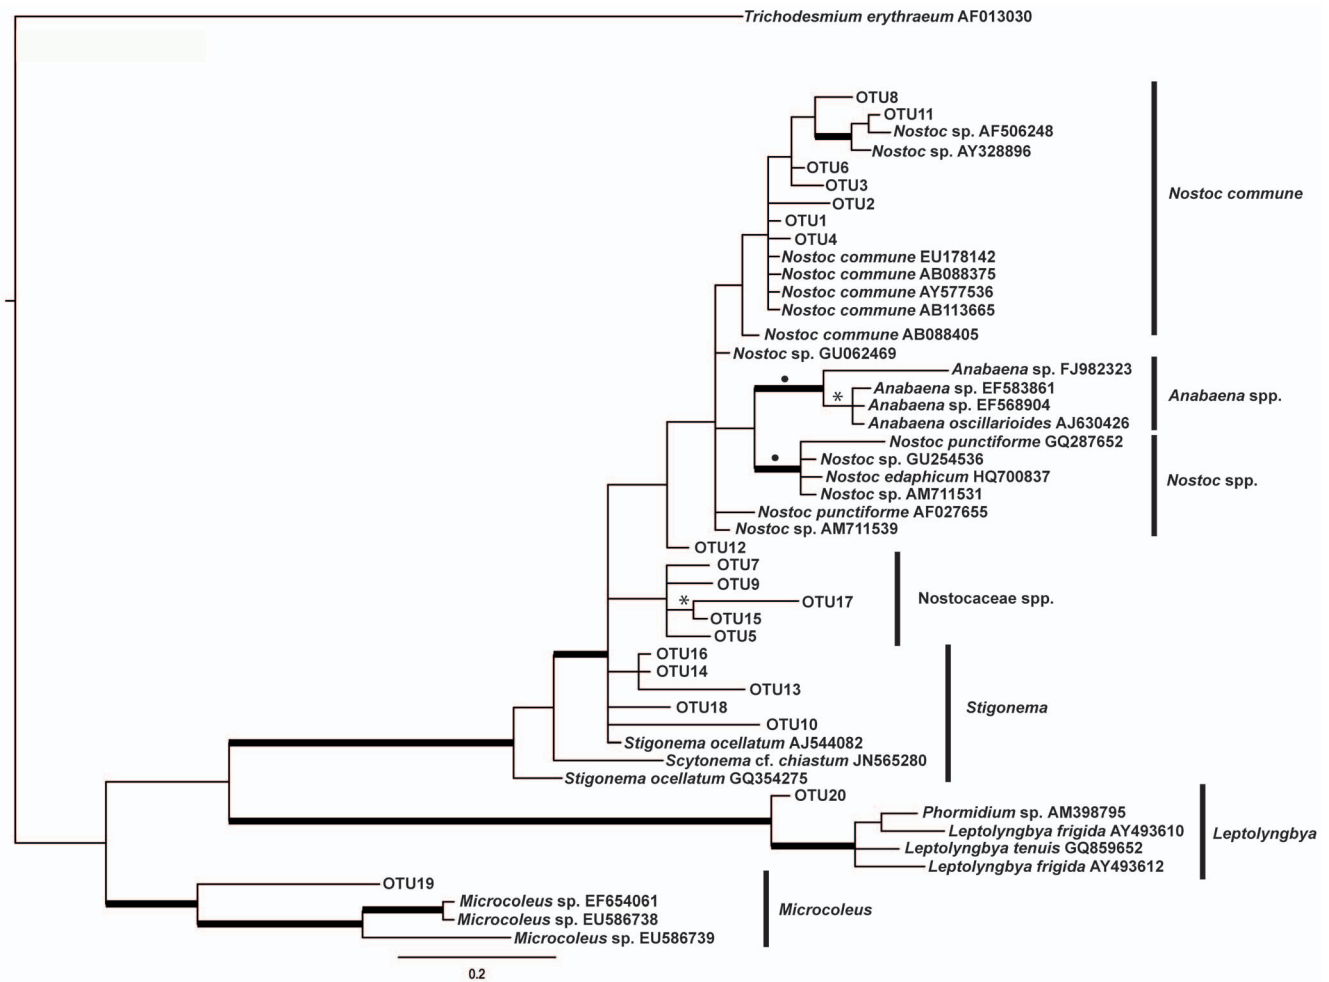 Trichodesmium erythraeum AF013030
OTU8
OTU11
Nostoc sp. AF506248
Nostoc sp. AY328896
OTU6
OTU3
Nostoc commune
OTU2
OTU1
OTU4
Nostoc commune EU178142
Nostoc commune AB088375
Nostoc commune AY577536
Nostoc commune AB113665
Nostoc commune AB088405
Nostoc sp. GU062469
Anabaena sp. FJ982323
Anabaena sp. EF583861
Anabaena spp.
* Anabaena sp. EF568904
Anabaena oscillarioides AJ630426
Nostoc punctiforme GQ287652
Nostoc sp. GU254536
Nostoc edaphicum HQ700837
Nostoc spp.
Nostoc sp. AM711531
Nostoc punctiforme AF027655
Nostoc sp. AM711539
OTU12
OTU7
OTU9
Nostocaceae spp.
* OTU17
OTU15
OTU5
OTU16
OTU14
OTU13
Stigonema
OTU18
OTU10
Stigonema ocellatum AJ544082
Scytonema cf. chiastum JN565280
Stigonema ocellatum GQ354275
OTU20
Phormidium sp. AM398795
Leptolyngbya frigida AY493610
Leptolyngbya
Leptolyngbya tenuis GQ859652
Leptolyngbya frigida AY493612
OTU19
Microcoleus sp. EF654061
Microcoleus
Microcoleus sp. EU586738
Microcoleus sp. EU586739
0.2